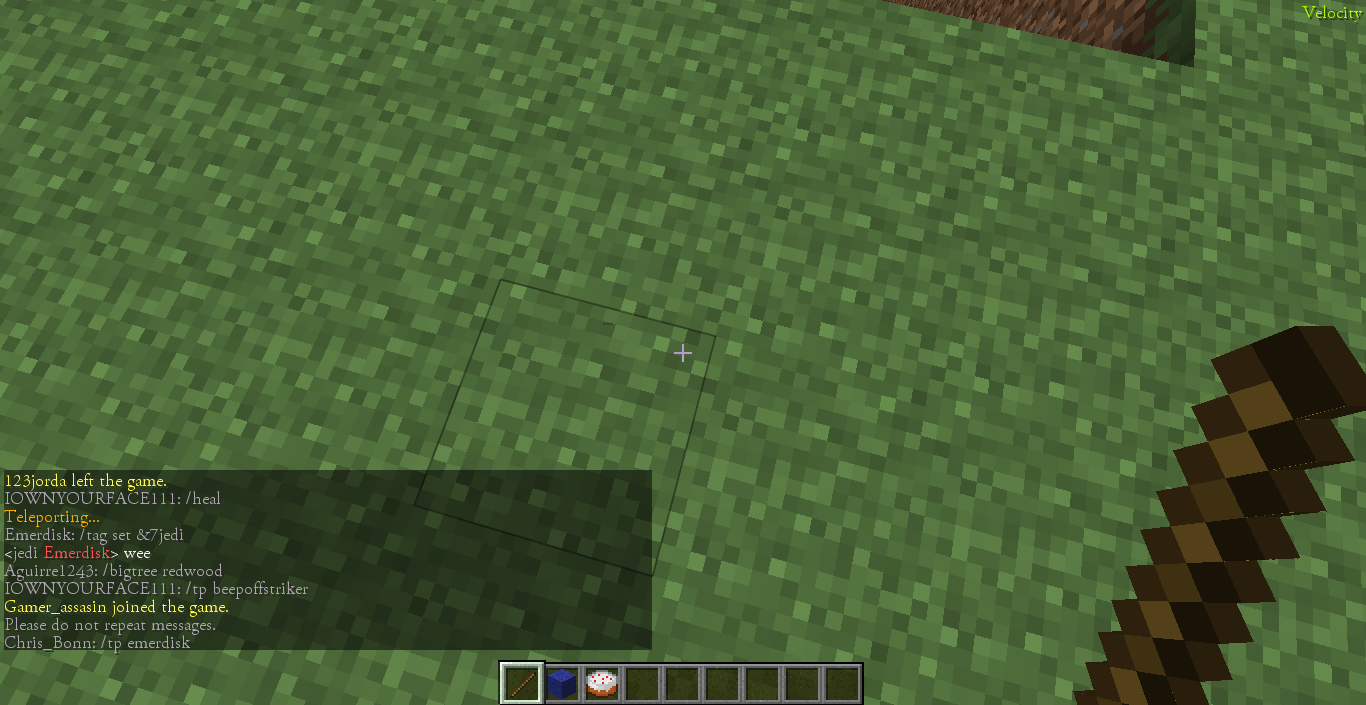 Velocity
123jorda left the game.
IOWNYOURFACE111: /heal
Teleporting...
Emerdisk: /tag set &7jedi
<jedi Emerdisk> wee
Aguirre1243: /bigtree redwood
IOWNYOURFACE111: /tp beepoffstriker
Gamer_assasin joined the game.
Please do not repeat messages.
Chris_Bonn: /tp emerdisk